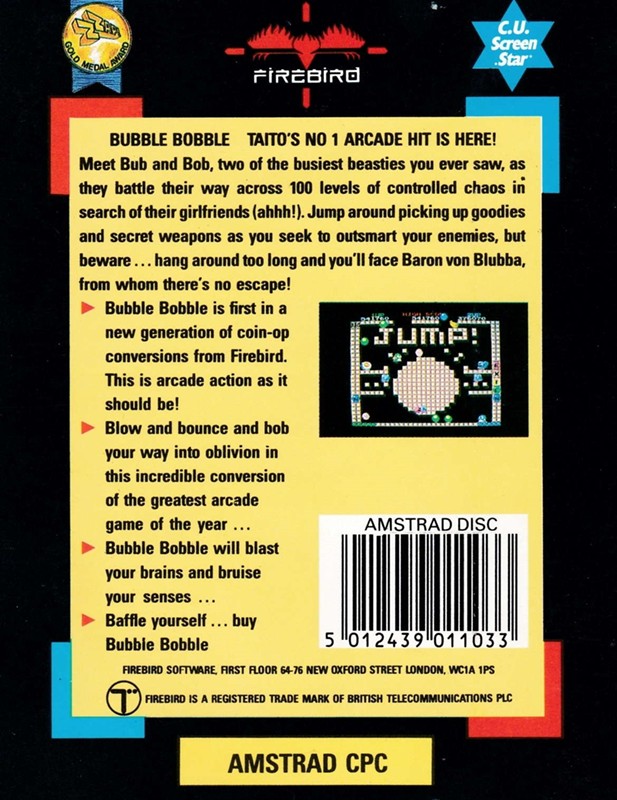 GOLD MEDAL AWARD
FIREBIRD
C.U.
Screen
Star
BUBBLE BOBBLE TAITO'S NO 1 ARCADE HIT IS HERE!
Meet Bub and Bob, two of the busiest beasties you ever saw, as
they battle their way across 100 levels of controlled chaos in
search of their girlfriends (ahhh!). Jump around picking up goodies
and secret weapons as you seek to outsmart your enemies, but
beware ... hang around too long and you'll face Baron von Blubba,
from whom there's no escape!
Bubble Bobble is first in a
new generation of coin-op
conversions from Firebird.
This is arcade action as it
should be!
Blow and bounce and bob
your way into oblivion in
this incredible conversion
of the greatest arcade
game of the year ...
Bubble Bobble will blast
your brains and bruise
your senses ...
Baffle yourself ... buy
Bubble Bobble
JUMP!
AMSTRAD DISC
5 012439 011033
FIREBIRD SOFTWARE, FIRST FLOOR 64-76 NEW OXFORD STREET LONDON, WC1A 1PS
FIREBIRD IS A REGISTERED TRADE MARK OF BRITISH TELECOMMUNICATIONS PLC
AMSTRAD CPC